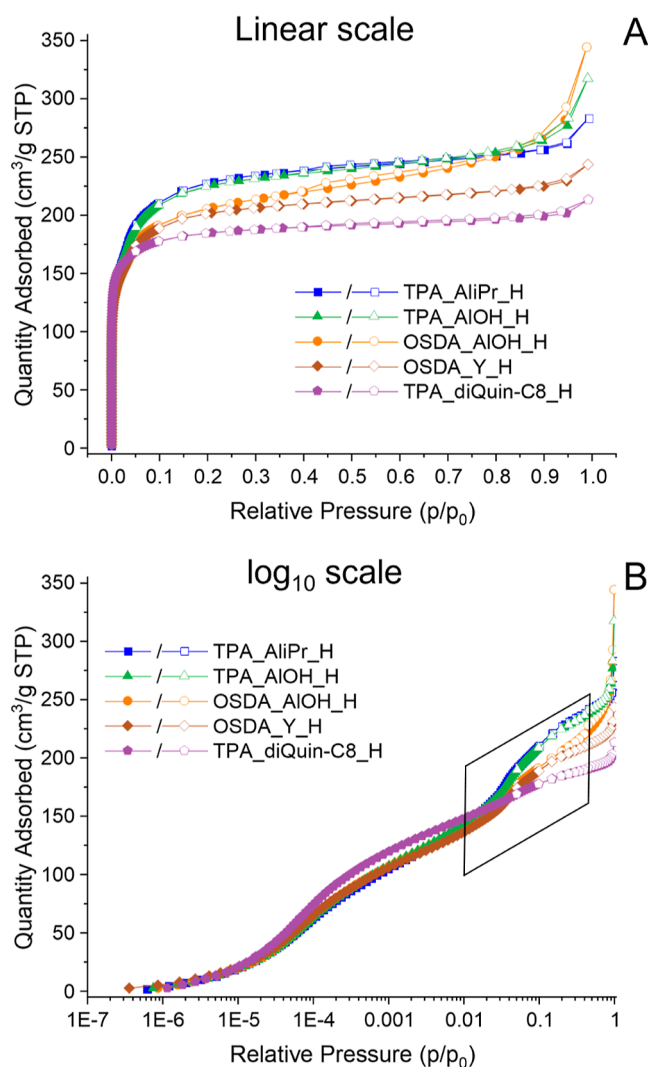 Linear scale
A
350
300
250
200
150
100
50
0
Quantity Adsorbed (cm³/g STP)
/ TPA_AliPr_H
/ TPA_AlOH_H
/ OSDA_AlOH_H
/ OSDA_Y_H
/ TPA_diQuin-C8_H
0.0 0.1 0.2 0.3 0.4 0.5 0.6 0.7 0.8 0.9 1.0
Relative Pressure (p/p₀)
log₁₀ scale
B
350
300
250
200
150
100
50
0
Quantity Adsorbed (cm³/g STP)
/ TPA_AliPr_H
/ TPA_AlOH_H
/ OSDA_AlOH_H
/ OSDA_Y_H
/ TPA_diQuin-C8_H
1E-7 1E-6 1E-5 1E-4 0.001 0.01 0.1 1
Relative Pressure (p/p₀)